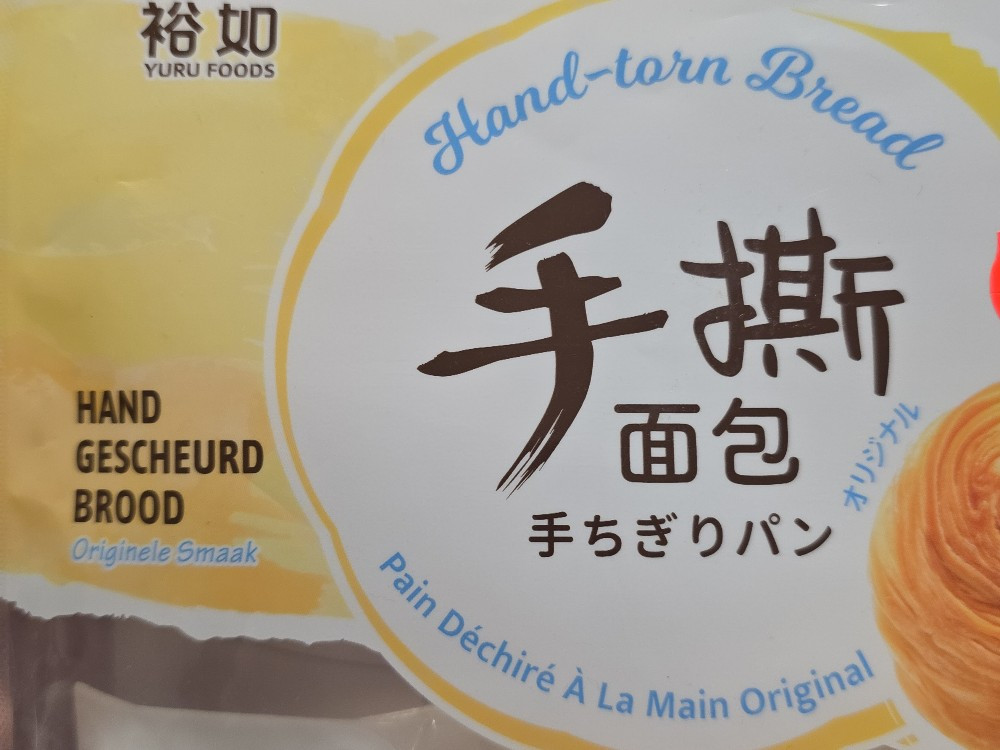 裕如
YURU FOODS
Hand-torn Bread
手撕
面包
手ちぎりパン
オリジナル
Pain Déchiré À La Main Original
HAND
GESCHEURD
BROOD
Originele Smaak